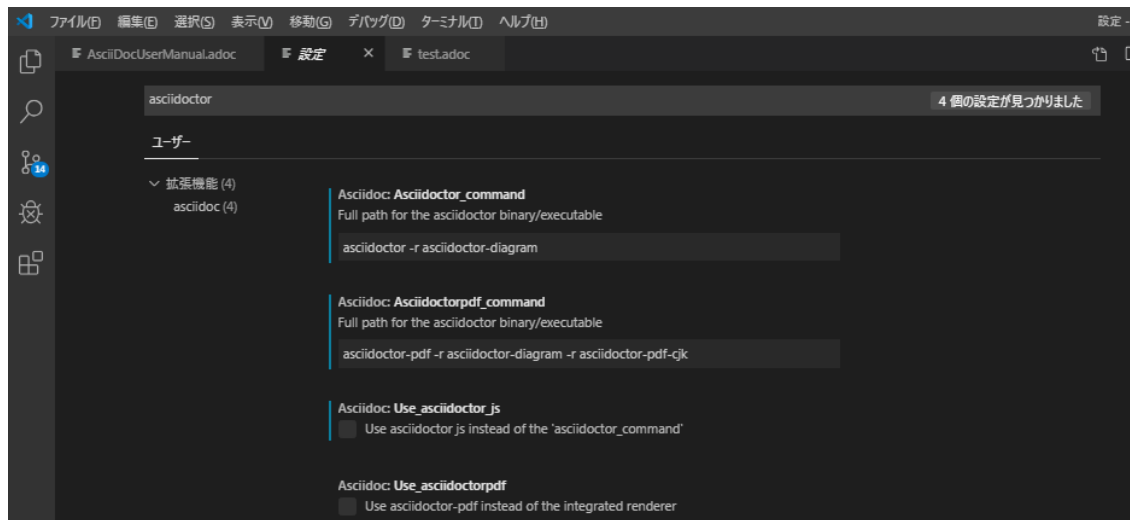 ファイル(F) 編集(E) 選択(S) 表示(V) 移動(G) デバッグ(D) ターミナル(T) ヘルプ(H) 設定 -
AsciiDocUserManual.adoc 設定 × test.adoc
asciidoctor 4 個の設定が見つかりました
ユーザー
14
拡張機能 (4)
asciidoc (4)
Asciidoc: Asciidoctor_command
Full path for the asciidoctor binary/executable
asciidoctor -r asciidoctor-diagram
Asciidoc: Asciidoctorpdf_command
Full path for the asciidoctor binary/executable
asciidoctor-pdf -r asciidoctor-diagram -r asciidoctor-pdf-cjk
Asciidoc: Use_asciidoctor_js
Use asciidoctor js instead of the 'asciidoctor_command'
Asciidoc: Use_asciidoctorpdf
Use asciidoctor-pdf instead of the integrated renderer